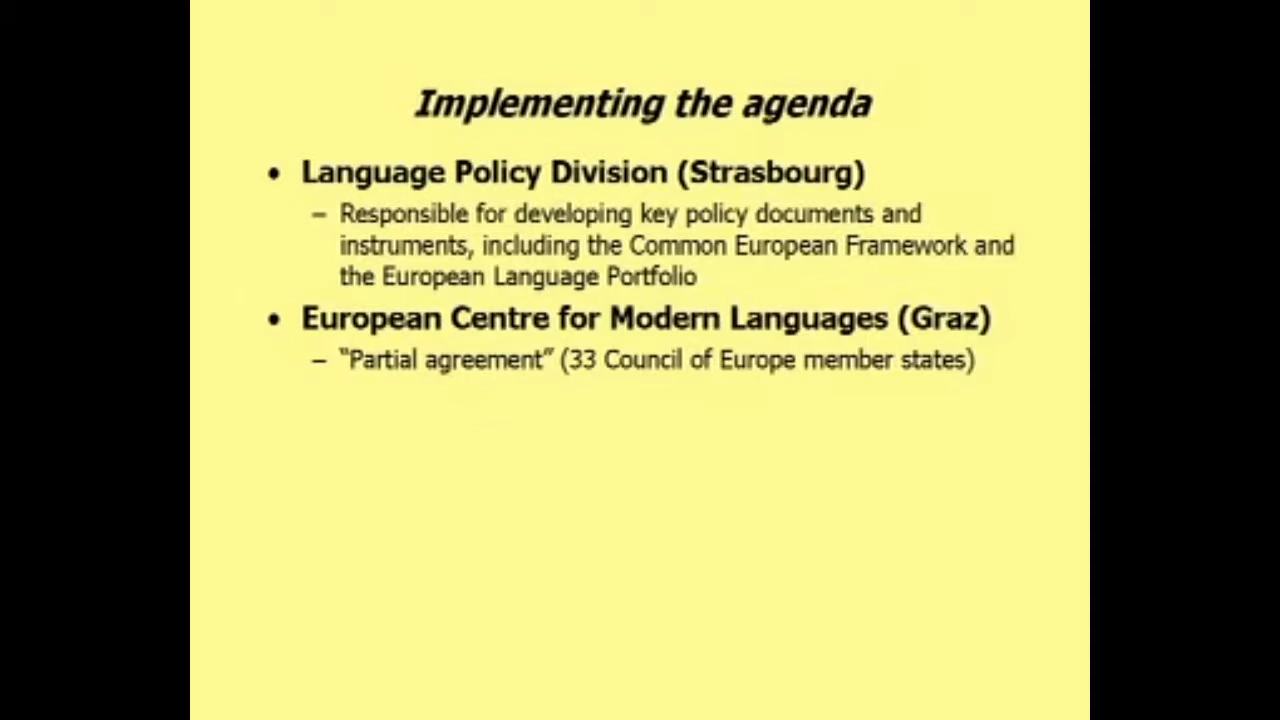 Implementing the agenda
• Language Policy Division (Strasbourg)
– Responsible for developing key policy documents and
instruments, including the Common European Framework and
the European Language Portfolio
• European Centre for Modern Languages (Graz)
– “Partial agreement” (33 Council of Europe member states)